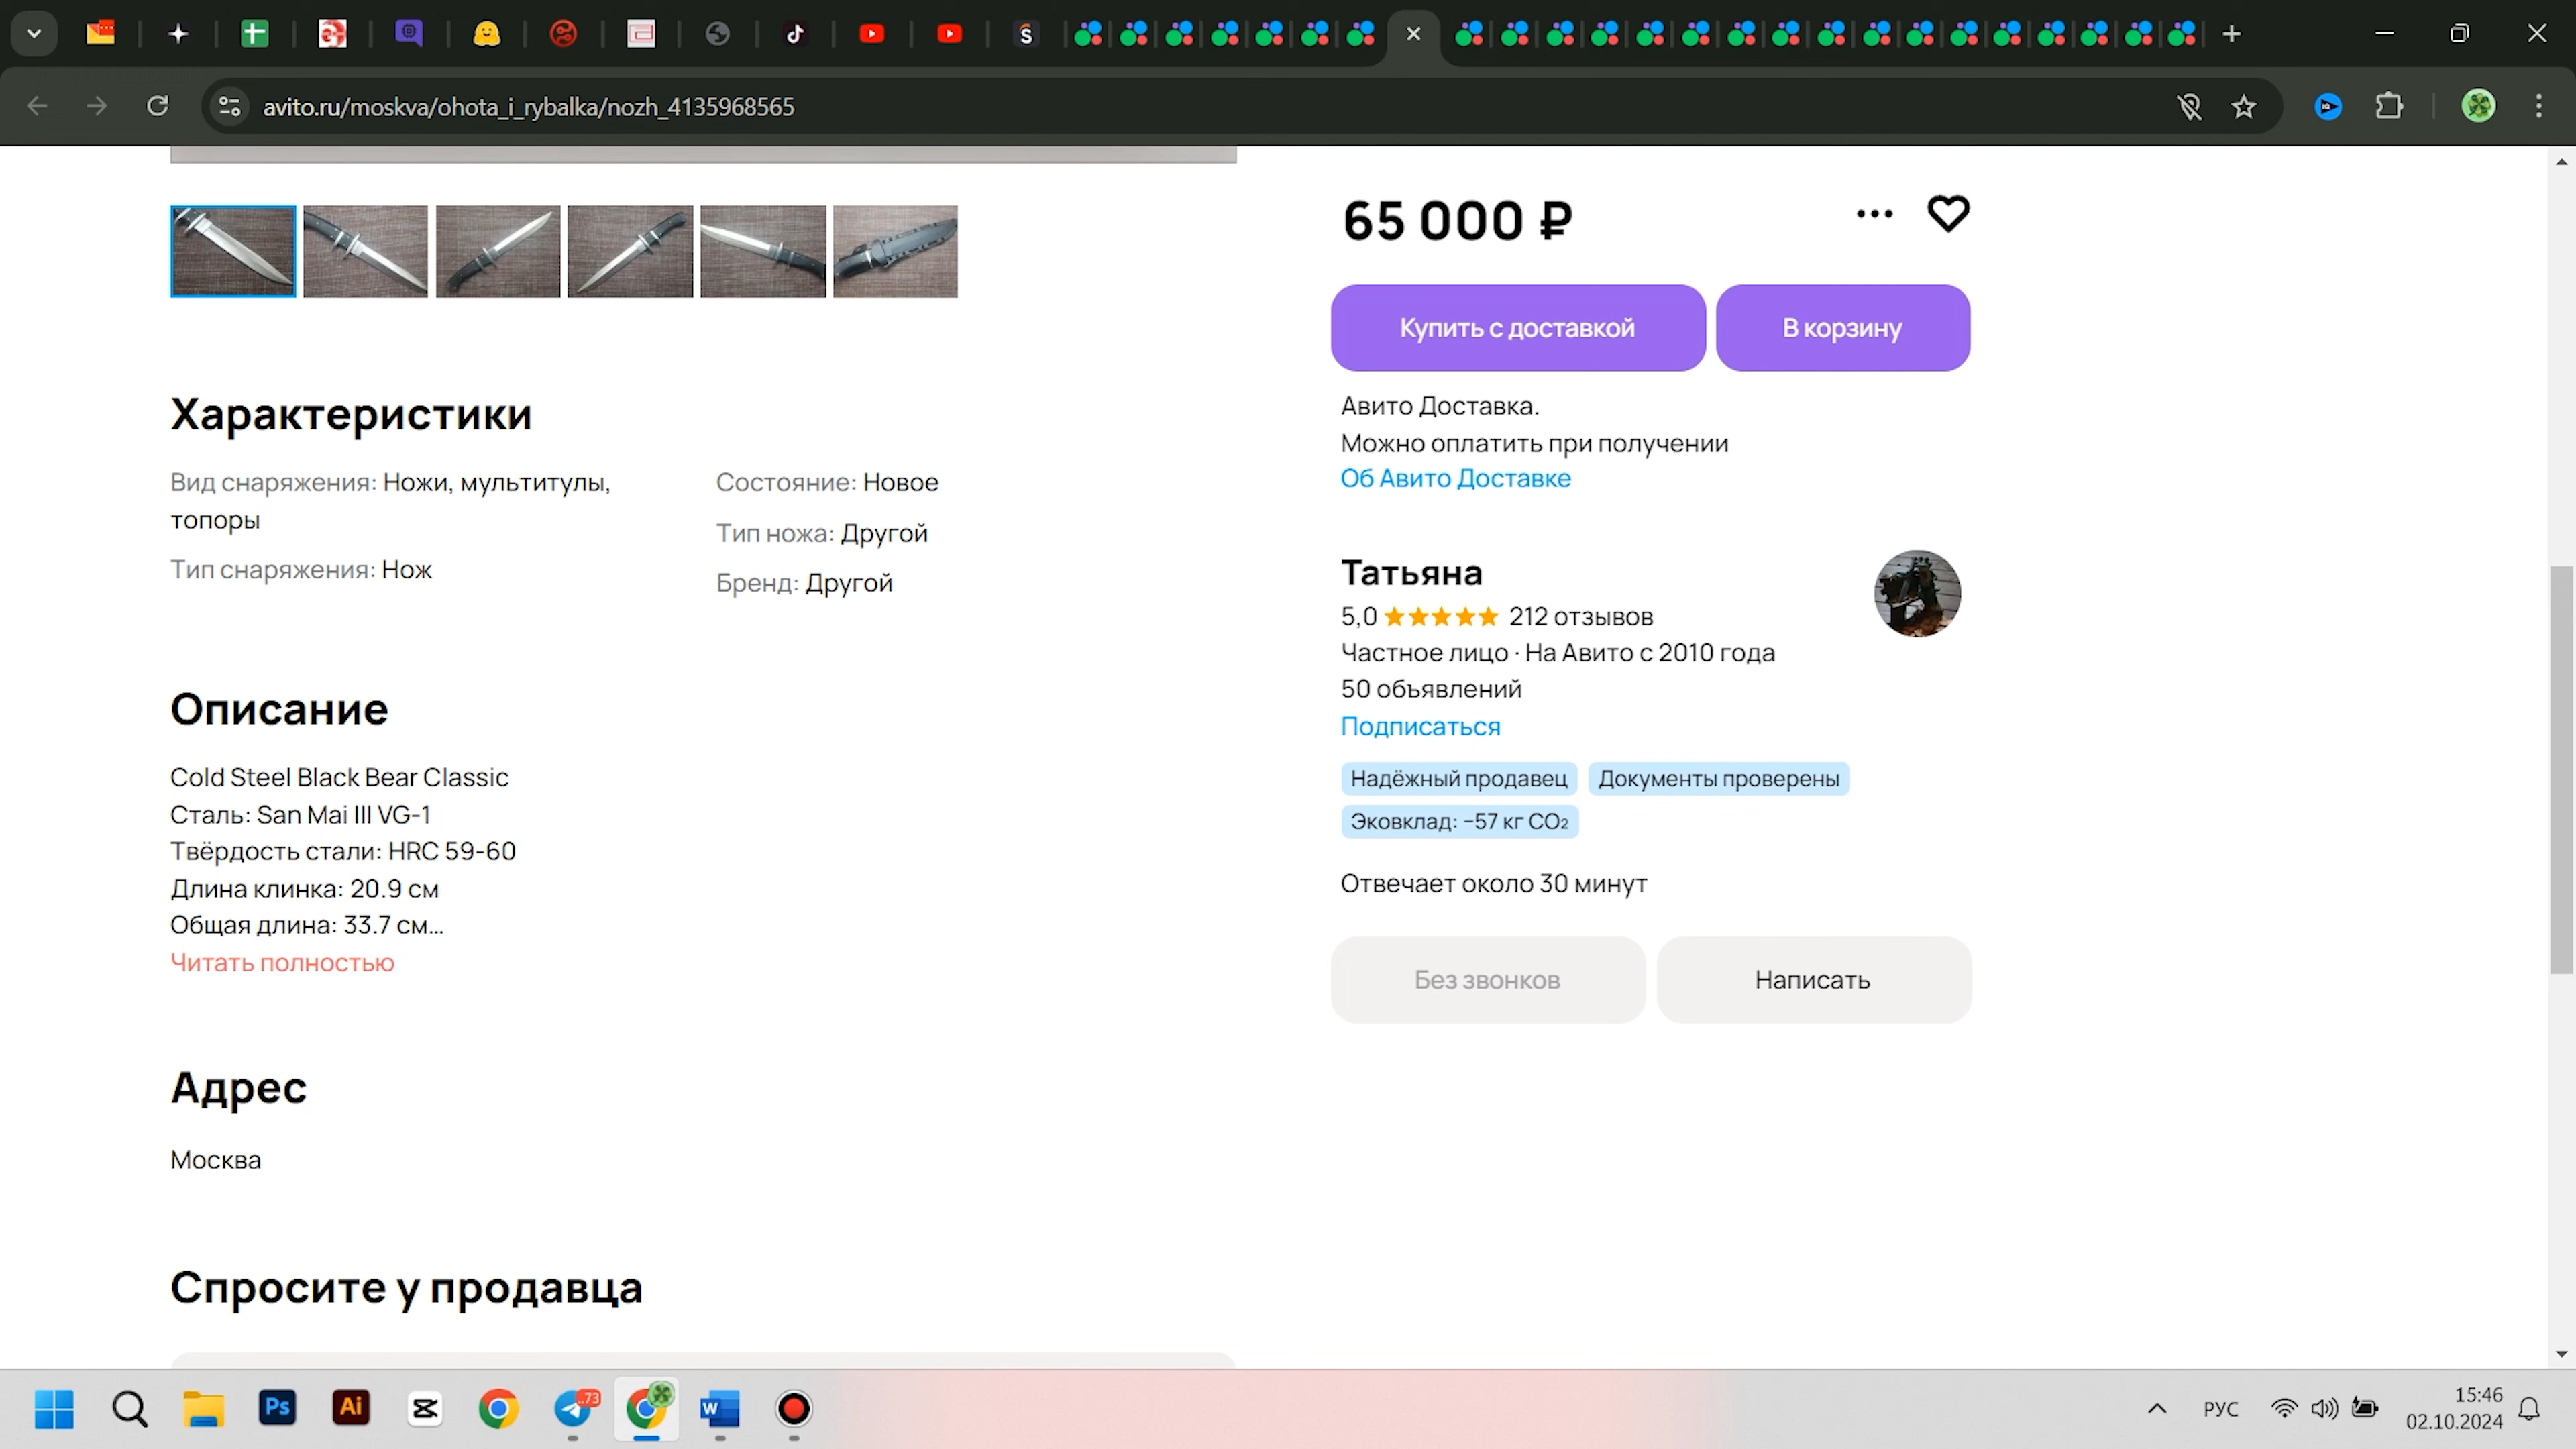 avito.ru/moskva/ohota_i_rybalka/nozh_4135968565
65 000 ₽
Купить с доставкой
В корзину
Авито Доставка.
Можно оплатить при получении
Об Авито Доставке
Характеристики
Вид снаряжения: Ножи, мультитулы,
топоры
Тип снаряжения: Нож
Состояние: Новое
Тип ножа: Другой
Бренд: Другой
Татьяна
5,0 ★★★★★ 212 отзывов
Частное лицо · На Авито с 2010 года
50 объявлений
Подписаться
Надёжный продавец
Документы проверены
Эковклад: −57 кг CO₂
Отвечает около 30 минут
Без звонков
Написать
Описание
Cold Steel Black Bear Classic
Сталь: San Mai III VG-1
Твёрдость стали: HRC 59-60
Длина клинка: 20.9 см
Общая длина: 33.7 см...
Читать полностью
Адрес
Москва
Спросите у продавца
Ps
Ai
73
W
РУС
15:46
02.10.2024